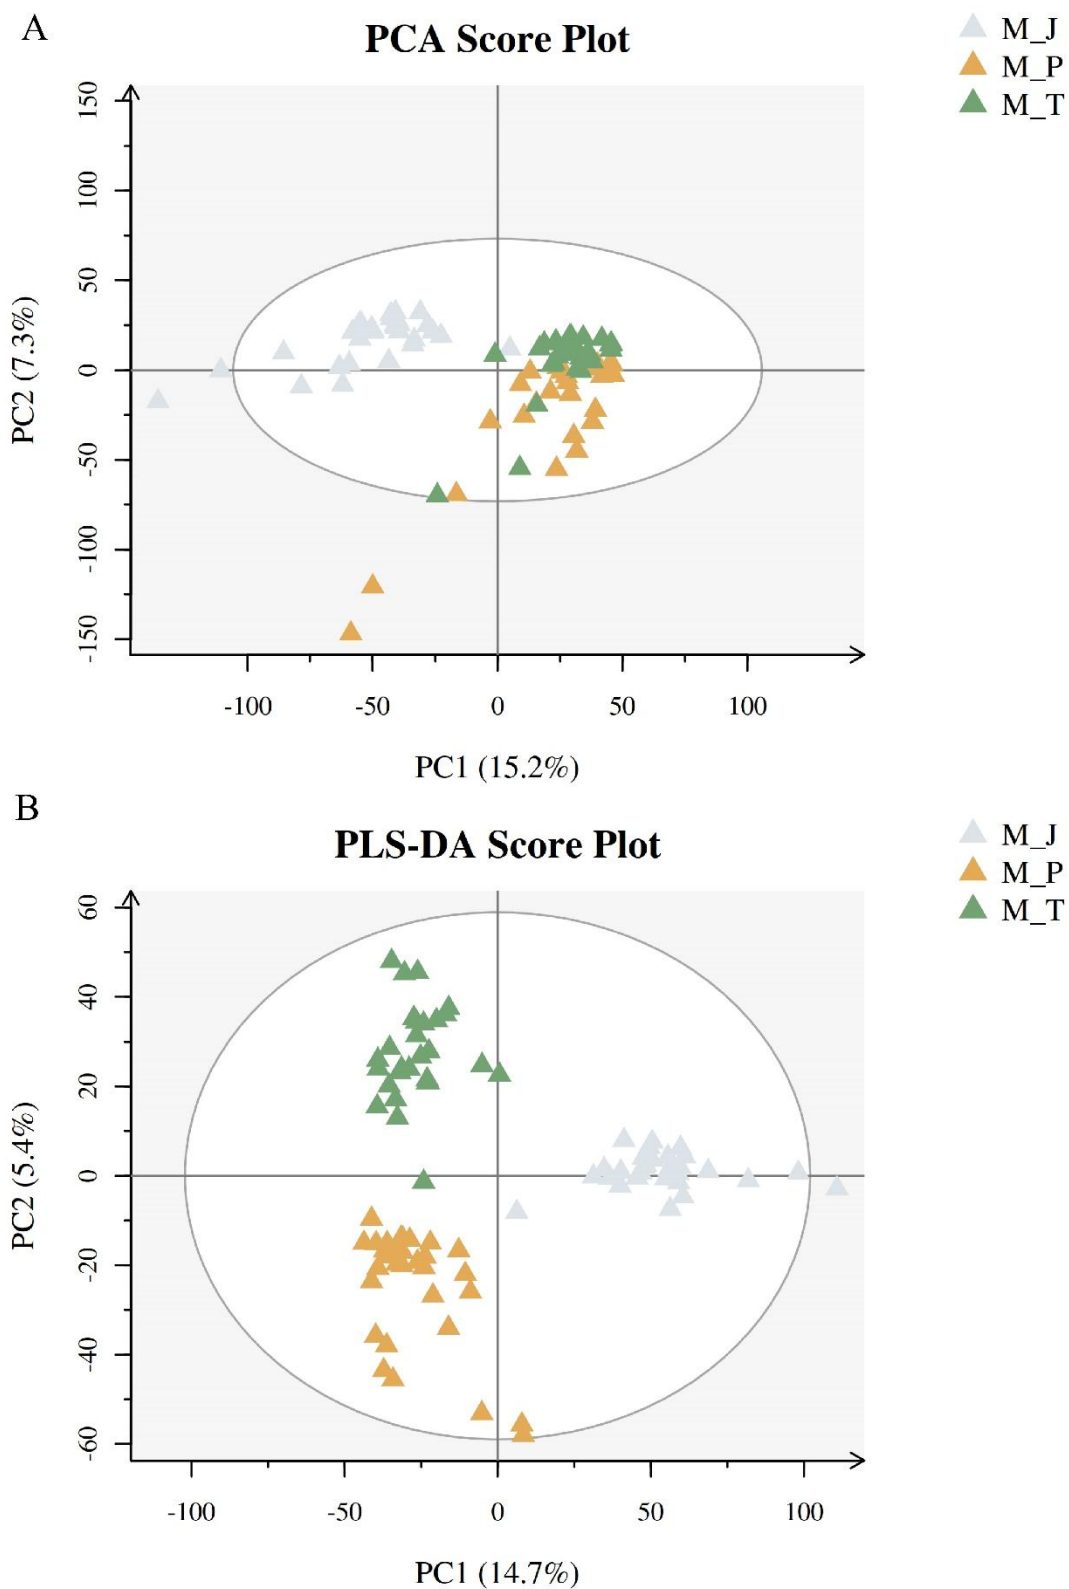 A
PCA Score Plot
M_J
M_P
M_T
150
100
50
0
-50
-100
-150
PC2 (7.3%)
-100 -50 0 50 100
PC1 (15.2%)
B
PLS-DA Score Plot
M_J
M_P
M_T
60
40
20
0
-20
-40
-60
PC2 (5.4%)
-100 -50 0 50 100
PC1 (14.7%)